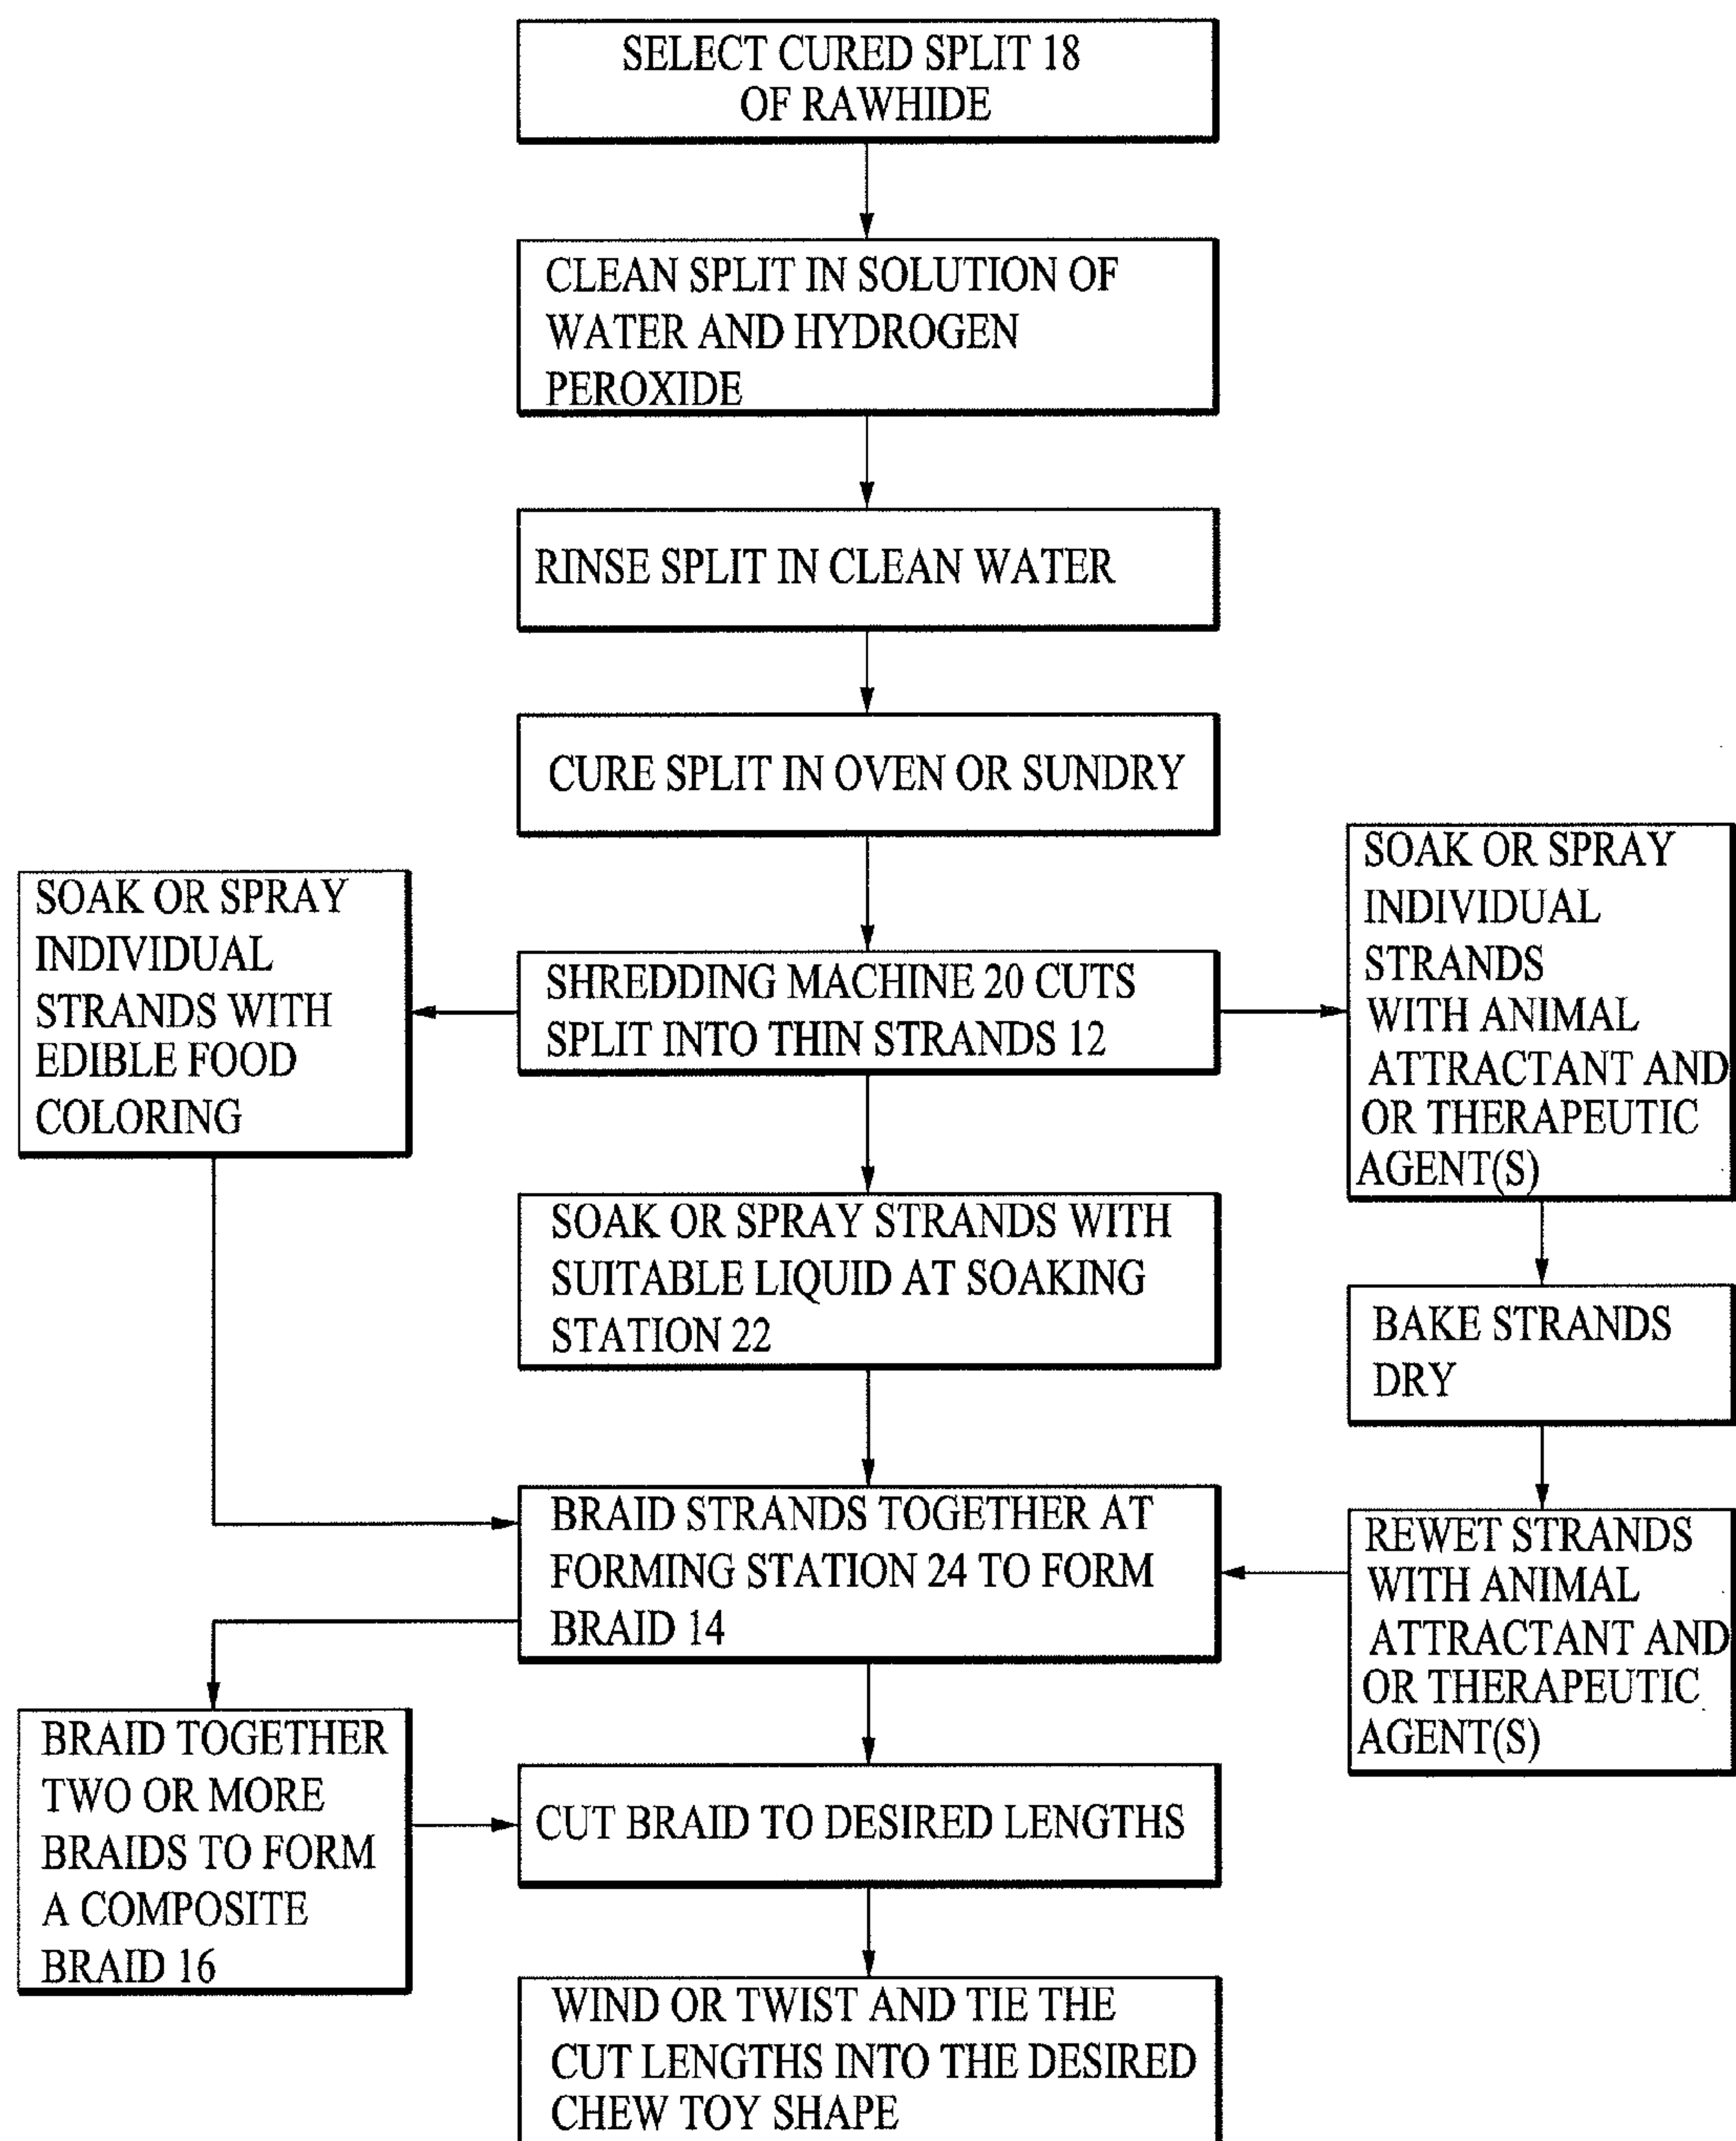 SELECT CURED SPLIT 18
OF RAWHIDE
CLEAN SPLIT IN SOLUTION OF
WATER AND HYDROGEN
PEROXIDE
RINSE SPLIT IN CLEAN WATER
CURE SPLIT IN OVEN OR SUNDRY
SOAK OR SPRAY
INDIVIDUAL
STRANDS WITH
EDIBLE FOOD
COLORING
SHREDDING MACHINE 20 CUTS
SPLIT INTO THIN STRANDS 12
SOAK OR SPRAY
INDIVIDUAL
STRANDS
WITH ANIMAL
ATTRACTANT AND
OR THERAPEUTIC
AGENT(S)
SOAK OR SPRAY STRANDS WITH
SUITABLE LIQUID AT SOAKING
STATION 22
BAKE STRANDS
DRY
BRAID STRANDS TOGETHER AT
FORMING STATION 24 TO FORM
BRAID 14
REWET STRANDS
WITH ANIMAL
ATTRACTANT AND
OR THERAPEUTIC
AGENT(S)
BRAID TOGETHER
TWO OR MORE
BRAIDS TO FORM
A COMPOSITE
BRAID 16
CUT BRAID TO DESIRED LENGTHS
WIND OR TWIST AND TIE THE
CUT LENGTHS INTO THE DESIRED
CHEW TOY SHAPE